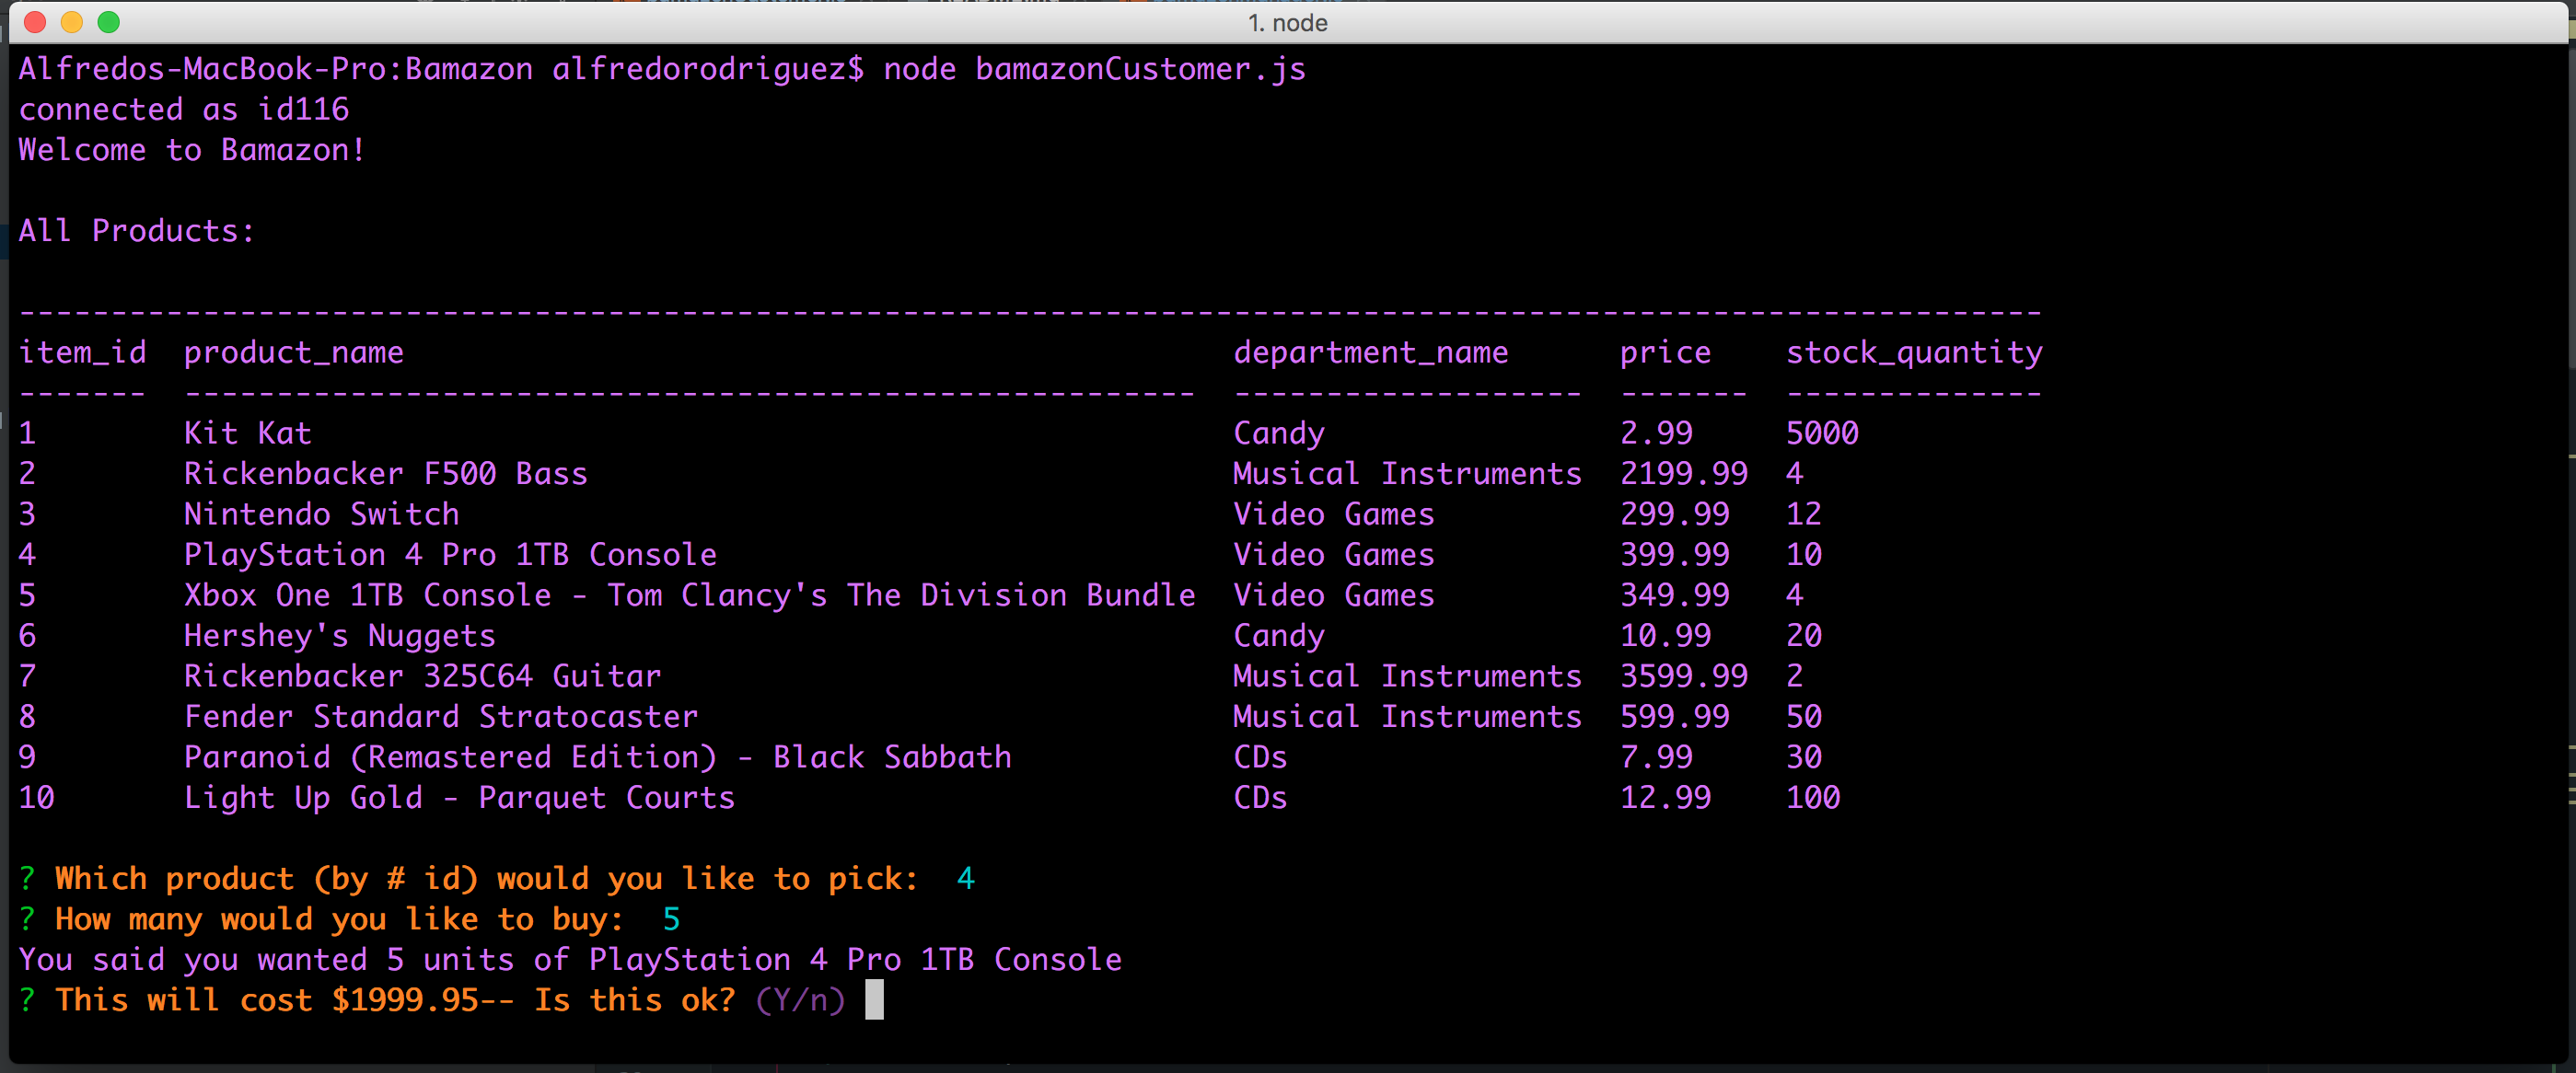 1. node
Alfredos-MacBook-Pro:Bamazon alfredorodriguez$ node bamazonCustomer.js
connected as id116
Welcome to Bamazon!
All Products:
--------------------------------------------------------------------------------------------------------------
item_id  product_name                                             department_name      price    stock_quantity
-------  -------------------------------------------------------  -------------------  -------  --------------
1        Kit Kat                                                  Candy                2.99     5000
2        Rickenbacker F500 Bass                                   Musical Instruments  2199.99  4
3        Nintendo Switch                                          Video Games          299.99   12
4        PlayStation 4 Pro 1TB Console                            Video Games          399.99   10
5        Xbox One 1TB Console - Tom Clancy's The Division Bundle  Video Games          349.99   4
6        Hershey's Nuggets                                        Candy                10.99    20
7        Rickenbacker 325C64 Guitar                               Musical Instruments  3599.99  2
8        Fender Standard Stratocaster                             Musical Instruments  599.99   50
9        Paranoid (Remastered Edition) - Black Sabbath            CDs                  7.99     30
10       Light Up Gold - Parquet Courts                           CDs                  12.99    100
? Which product (by # id) would you like to pick:  4
? How many would you like to buy:  5
You said you wanted 5 units of PlayStation 4 Pro 1TB Console
? This will cost $1999.95-- Is this ok? (Y/n)